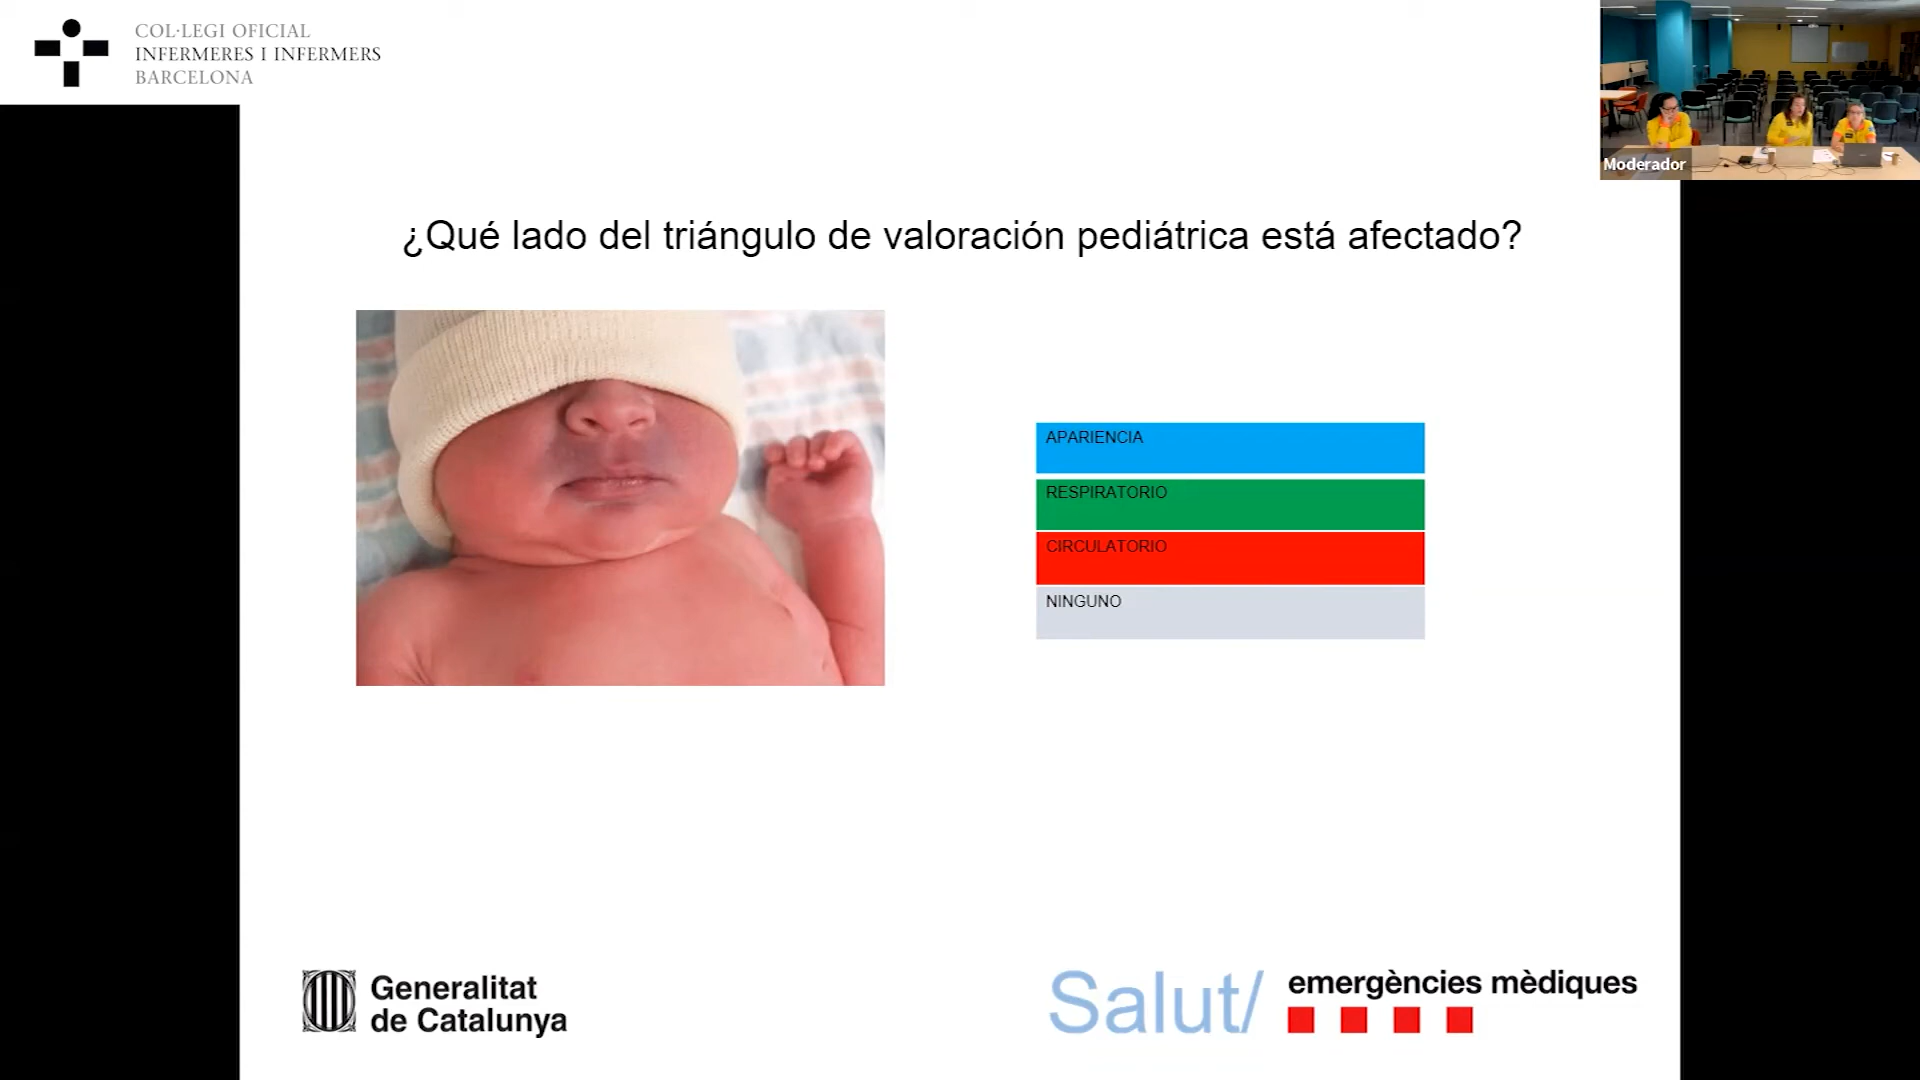 COL·LEGI OFICIAL
INFERMERES I INFERMERS
BARCELONA
Moderador
¿Qué lado del triángulo de valoración pediátrica está afectado?
APARIENCIA
RESPIRATORIO
CIRCULATORIO
NINGUNO
Generalitat
de Catalunya
Salut/
emergències mèdiques